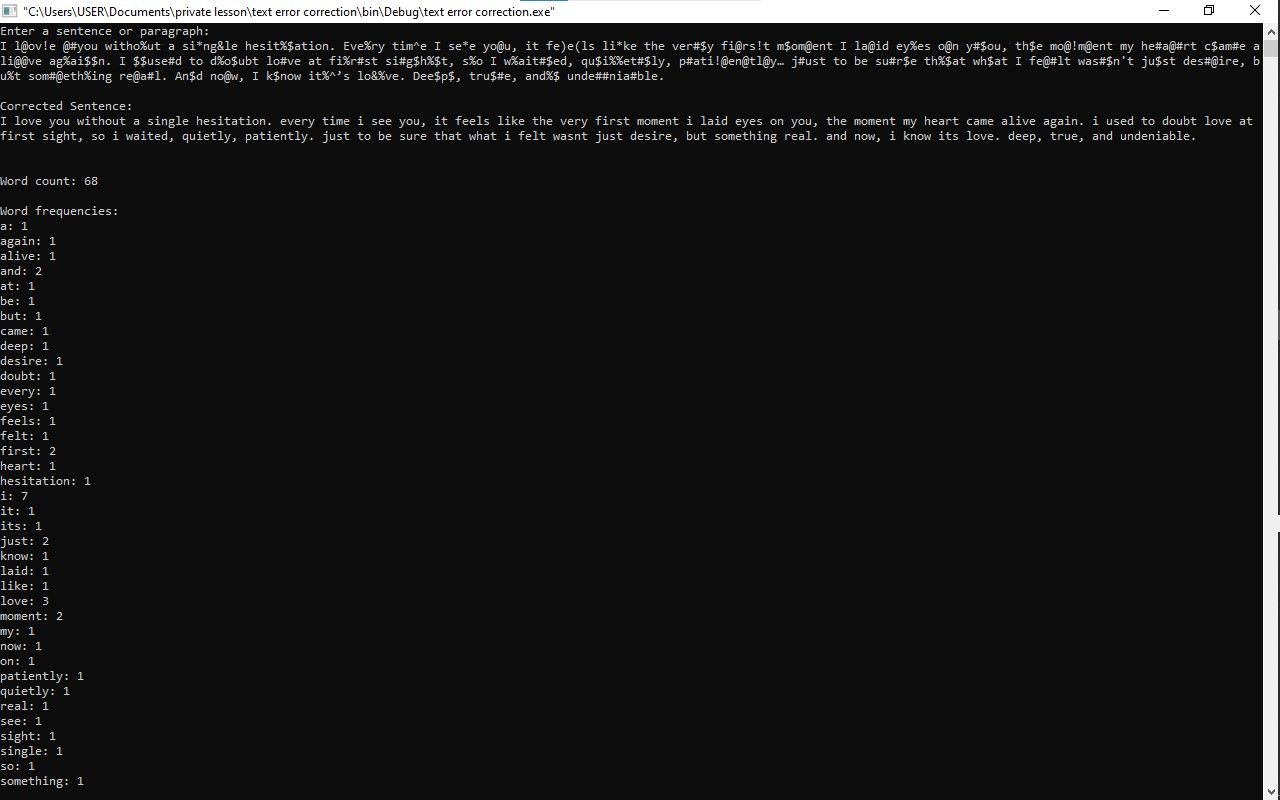 "C:\Users\USER\Documents\private lesson\text error correction\bin\Debug\text error correction.exe"
Enter a sentence or paragraph:
I l@ov!e @#you witho%ut a si*ng&le hesit%$ation. Eve%ry tim^e I se*e yo@u, it fe)e(ls li*ke the ver#$y fi@rs!t m$om@ent I la@id ey%es o@n y#$ou, th$e mo@!m@ent my he#a@#rt c$am#e a
li@@ve ag%ai$$n. I $$use#d to d%o$ubt lo#ve at fi%r#st si#g$h%$t, s%o I w%ait#$ed, qu$i%%et#$ly, p#ati!@en@tl@y… j#ust to be su#r$e th%$at wh$at I fe@#lt was#$n't ju$st des#@ire, b
u%t som#@eth%ing re@a#l. An$d no@w, I k$now it%^’s lo&%ve. Dee$p$, tru$#e, and%$ unde##nia#ble.
Corrected Sentence:
I love you without a single hesitation. every time i see you, it feels like the very first moment i laid eyes on you, the moment my heart came alive again. i used to doubt love at
first sight, so i waited, quietly, patiently. just to be sure that what i felt wasnt just desire, but something real. and now, i know its love. deep, true, and undeniable.
Word count: 68
Word frequencies:
a: 1
again: 1
alive: 1
and: 2
at: 1
be: 1
but: 1
came: 1
deep: 1
desire: 1
doubt: 1
every: 1
eyes: 1
feels: 1
felt: 1
first: 2
heart: 1
hesitation: 1
i: 7
it: 1
its: 1
just: 2
know: 1
laid: 1
like: 1
love: 3
moment: 2
my: 1
now: 1
on: 1
patiently: 1
quietly: 1
real: 1
see: 1
sight: 1
single: 1
so: 1
something: 1